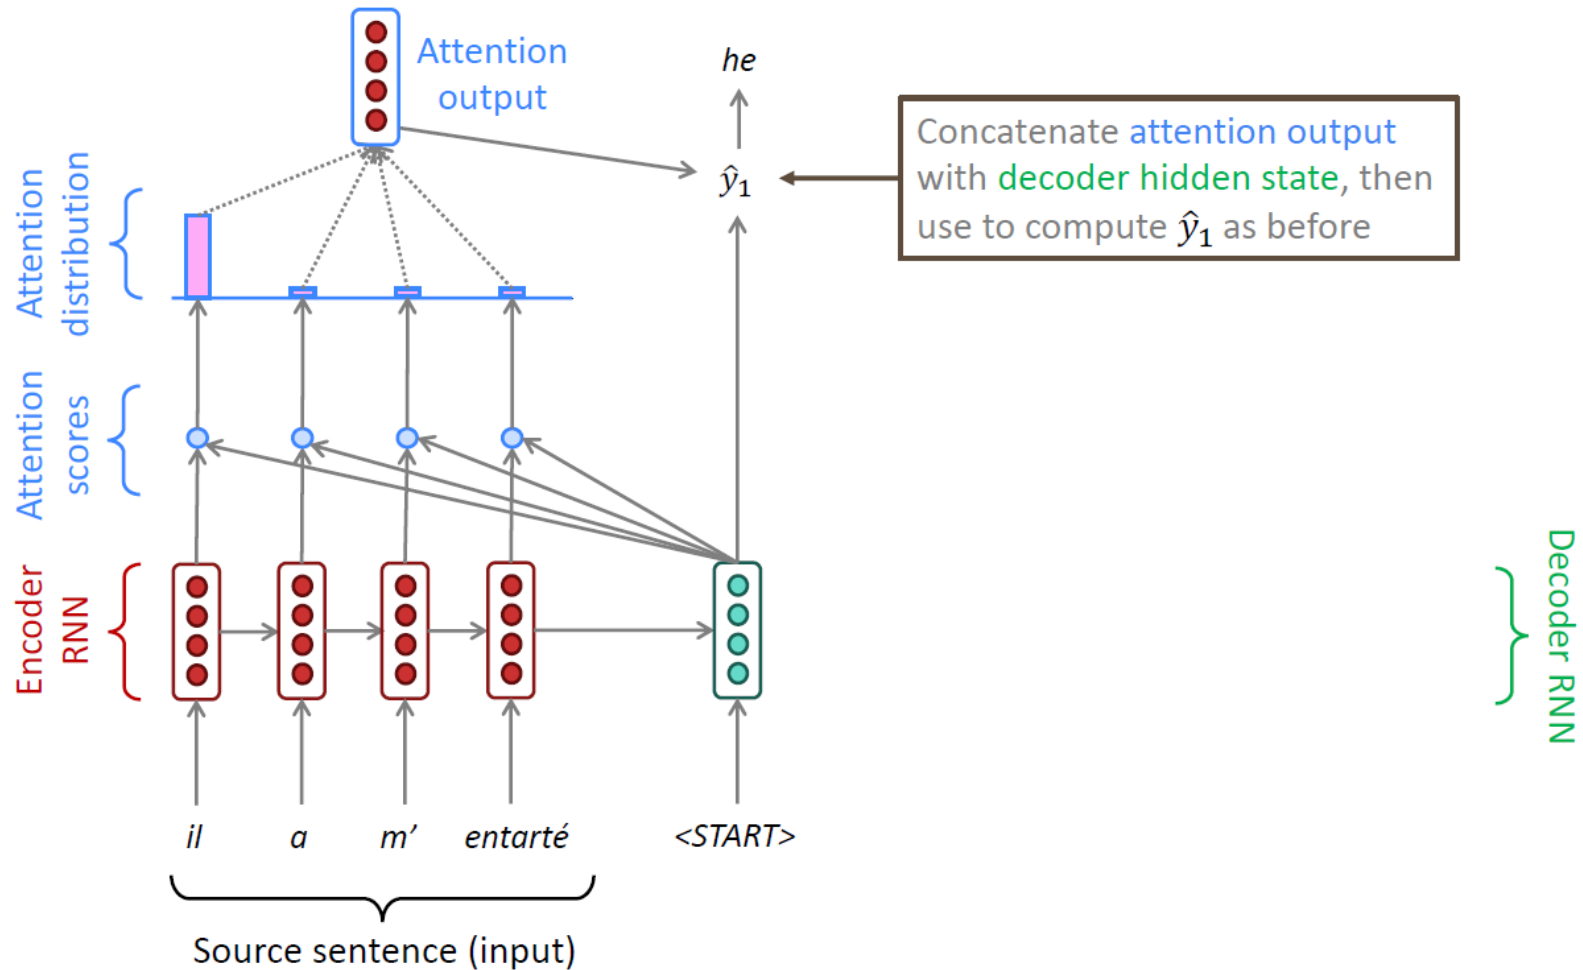 Attention
output
he
ŷ₁
Concatenate attention output
with decoder hidden state, then
use to compute ŷ₁ as before
Attention
distribution
Attention
scores
Encoder
RNN
Decoder RNN
il a m’ entarté <START>
Source sentence (input)